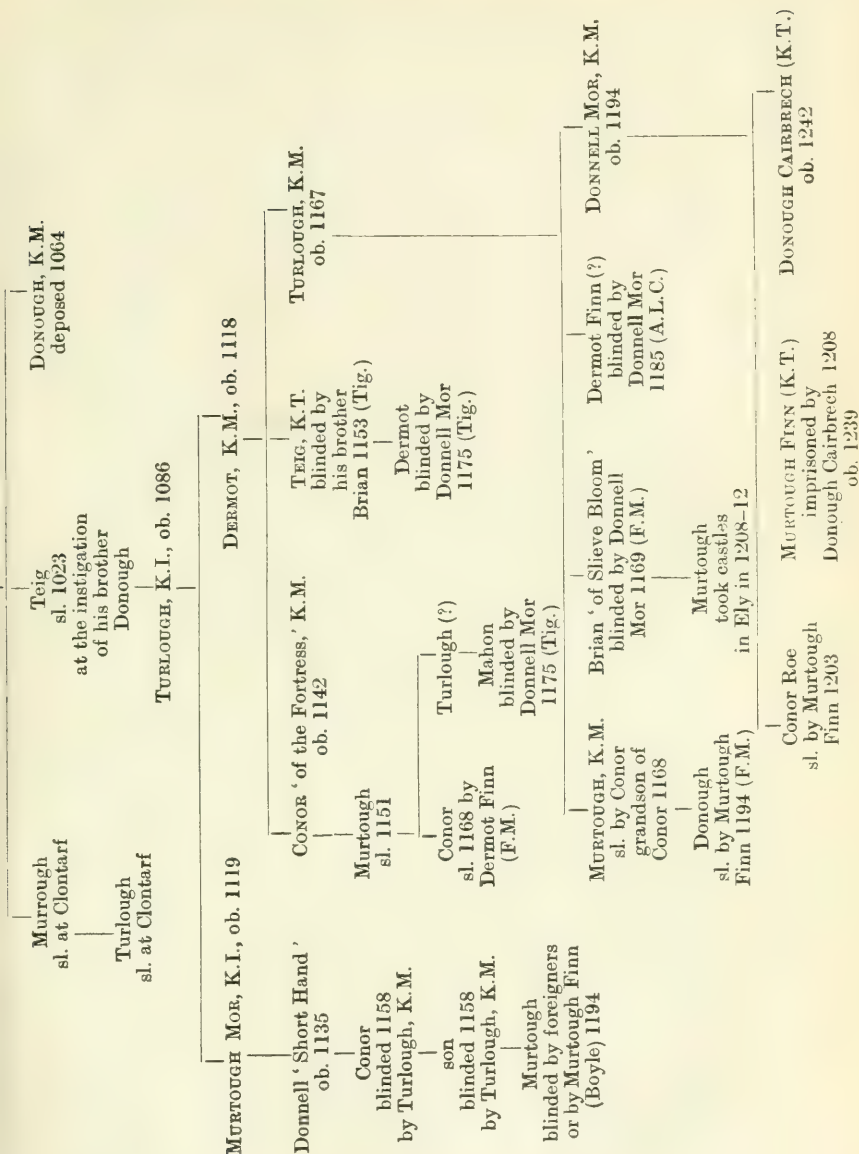 Murrough
sl. at Clontarf
Turlough
sl. at Clontarf
Teig
sl. 1023
at the instigation
of his brother
Donough
DONOUGH, K.M.
deposed 1064
TURLOUGH, K.I., ob. 1086
MURTOUGH MOR, K.I., ob. 1119
DERMOT, K.M., ob. 1118
Donnell ‘ Short Hand ’
ob. 1135
Conor
blinded 1158
by Turlough, K.M.
son
blinded 1158
by Turlough, K.M.
Murtough
blinded by foreigners
or by Murtough Finn
(Boyle) 1194
CONOR ‘ of the Fortress,’ K.M.
ob. 1142
Murtough
sl. 1151
Conor
sl. 1168 by
Dermot Finn
(F.M.)
Turlough (?)
Mahon
blinded by
Donnell Mor
1175 (Tig.)
TEIG, K.T.
blinded by
his brother
Brian 1153 (Tig.)
Dermot
blinded by
Donnell Mor
1175 (Tig.)
TURLOUGH, K.M.
ob. 1167
MURTOUGH, K.M.
sl. by Conor
grandson of
Conor 1168
Donough
sl. by Murtough
Finn 1194 (F.M.)
Brian ‘ of Slieve Bloom ’
blinded by Donnell
Mor 1169 (F.M.)
Murtough
took castles
in Ely in 1208–12
Dermot Finn (?)
blinded by
Donnell Mor
1185 (A.L.C.)
DONNELL MOR, K.M.
ob. 1194
Conor Roe
sl. by Murtough
Finn 1203
MURTOUGH FINN (K.T.)
imprisoned by
Donough Cairbrech 1208
ob. 1239
DONOUGH CAIRBRECH (K.T.)
ob. 1242